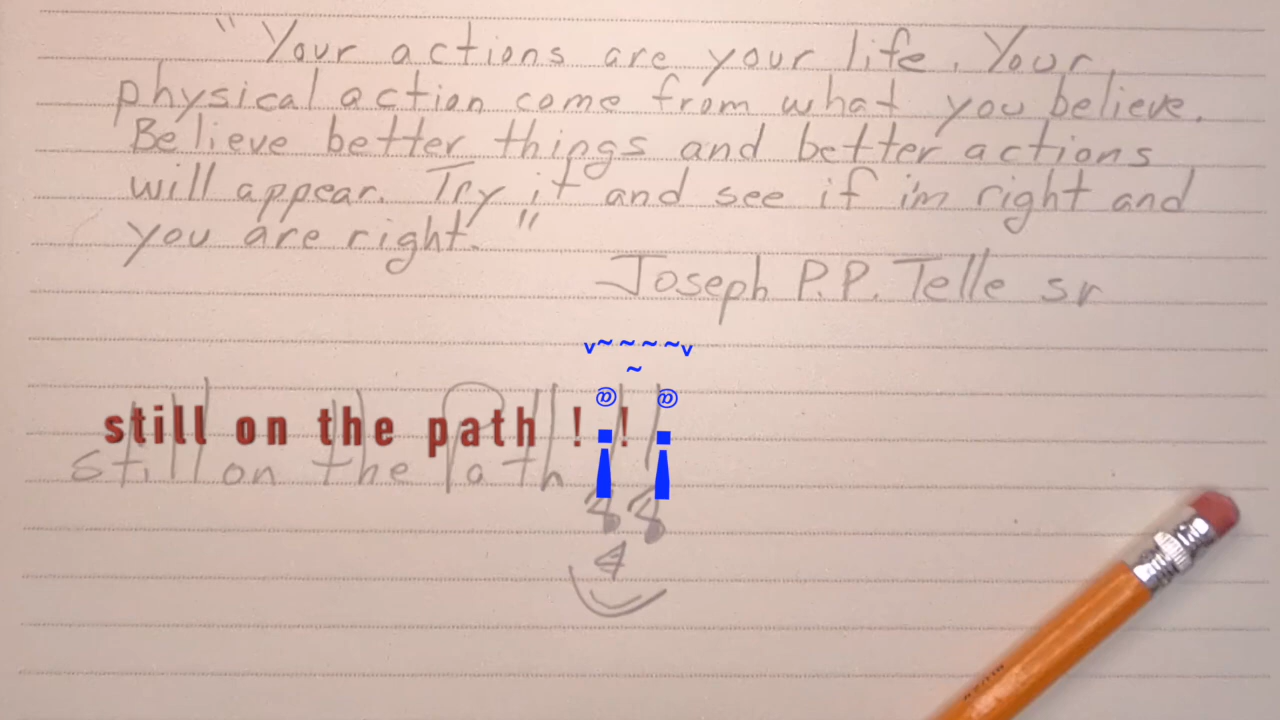 "Your actions are your life. Your
physical action come from what you believe.
Believe better things and better actions
will appear. Try it and see if i'm right and
you are right."
Joseph P.P. Telle sr
v~ ~ ~ ~v
~
@ @
still on the path ! !
¡ ¡
still on the path